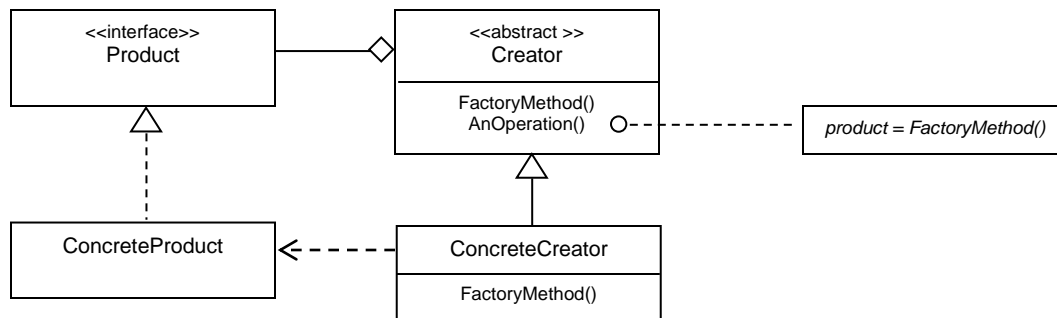 <<interface>>
Product
<<abstract >>
Creator
FactoryMethod()
AnOperation()
product = FactoryMethod()
ConcreteProduct
ConcreteCreator
FactoryMethod()